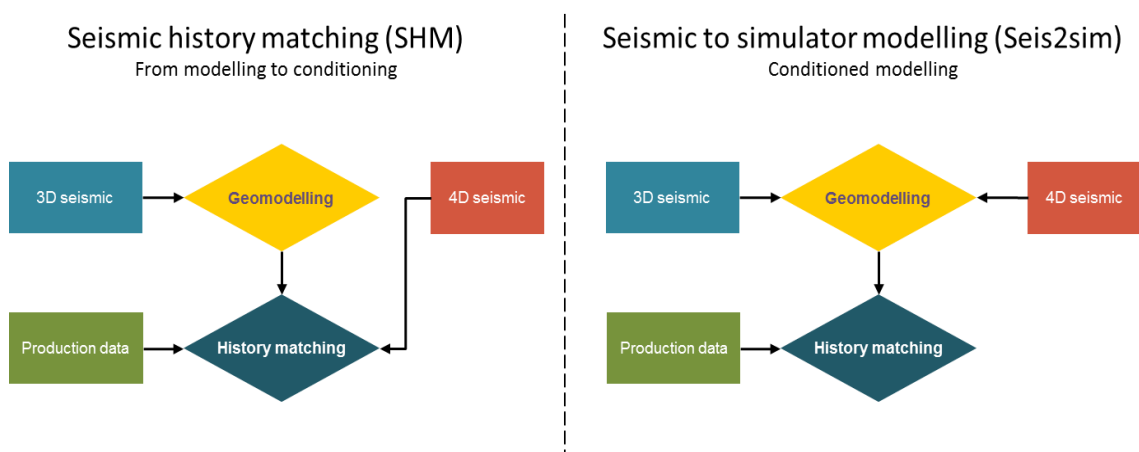 Seismic history matching (SHM)
From modelling to conditioning
3D seismic
Geomodelling
4D seismic
Production data
History matching
Seismic to simulator modelling (Seis2sim)
Conditioned modelling
3D seismic
Geomodelling
4D seismic
Production data
History matching